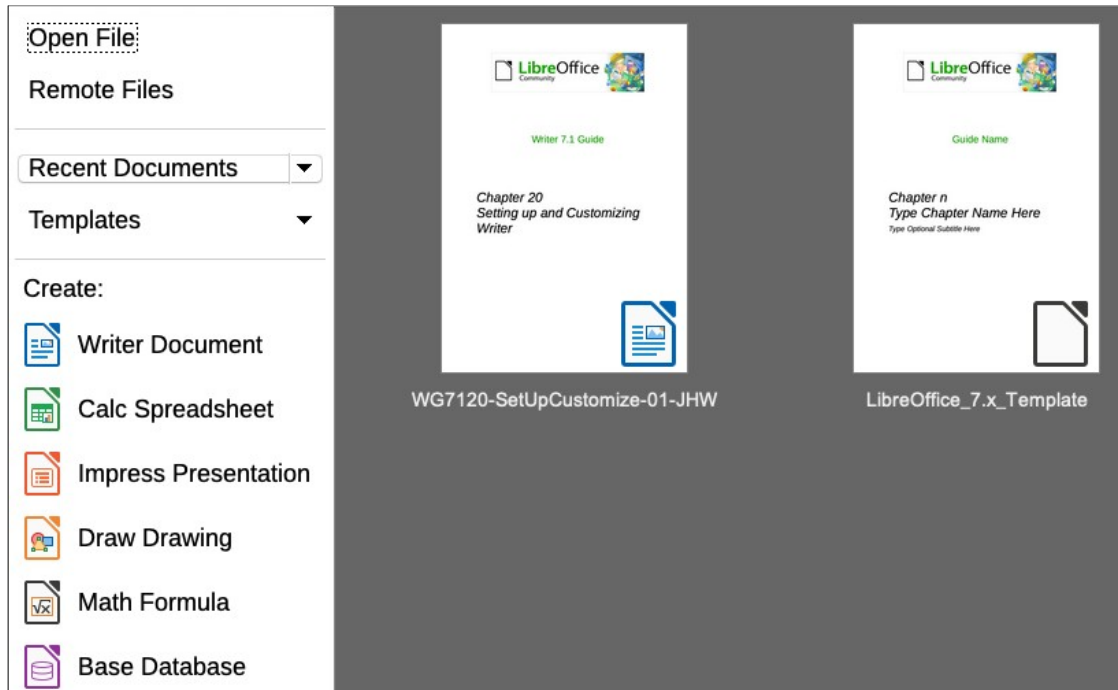 Open File
Remote Files
Recent Documents
Templates
Create:
Writer Document
Calc Spreadsheet
Impress Presentation
Draw Drawing
Math Formula
Base Database
LibreOffice
Community
Writer 7.1 Guide
Chapter 20
Setting up and Customizing
Writer
WG7120-SetUpCustomize-01-JHW
LibreOffice
Community
Guide Name
Chapter n
Type Chapter Name Here
Type Optional Subtitle Here
LibreOffice_7.x_Template